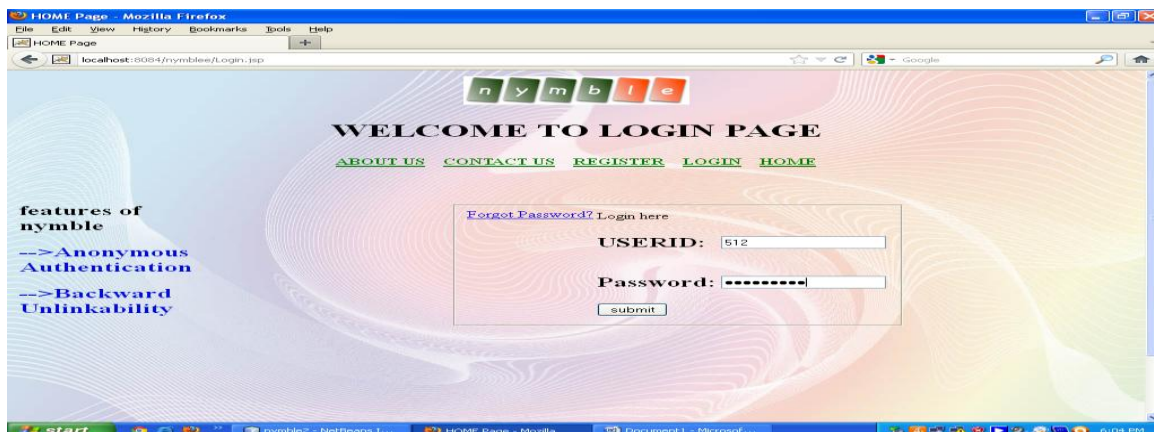 HOME Page - Mozilla Firefox
File Edit View History Bookmarks Tools Help
HOME Page
localhost:8084/nymblee/Login.jsp
Google
nymble
WELCOME TO LOGIN PAGE
ABOUT US CONTACT US REGISTER LOGIN HOME
features of
nymble
-->Anonymous
Authentication
-->Backward
Unlinkability
Forgot Password? Login here
USERID: 512
Password:
submit
start
nymble2 - NetBeans I...
HOME Page - Mozilla ...
Document1 - Microsof...
6:04 PM